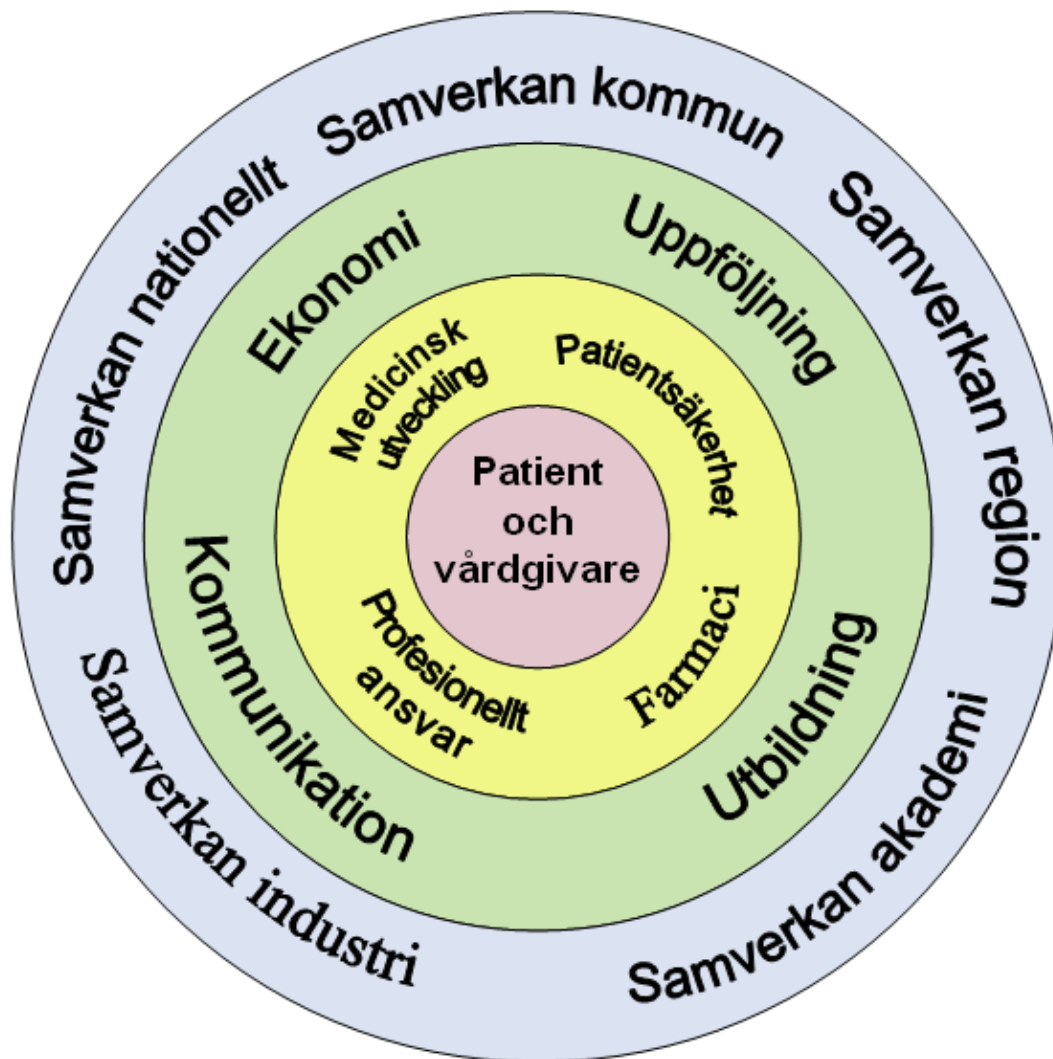 Samverkan kommun
Samverkan nationellt
Samverkan region
Samverkan industri
Samverkan akademi
Ekonomi
Uppföljning
Kommunikation
Utbildning
Medicinsk
utveckling
Patientsäkerhet
Profesionellt
ansvar
Farmaci
Patient
och
vårdgivare